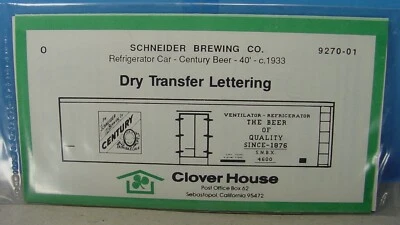 O
SCHNEIDER BREWING CO.
9270-01
Refrigerator Car - Century Beer - 40' - c.1933
Dry Transfer Lettering
CENTURY
VENTILATOR - REFRIGERATOR
THE BEER
OF
QUALITY
SINCE-1876
S.N.B.X.
4600
Clover House
Post Office Box 62
Sebastopol, California 95472